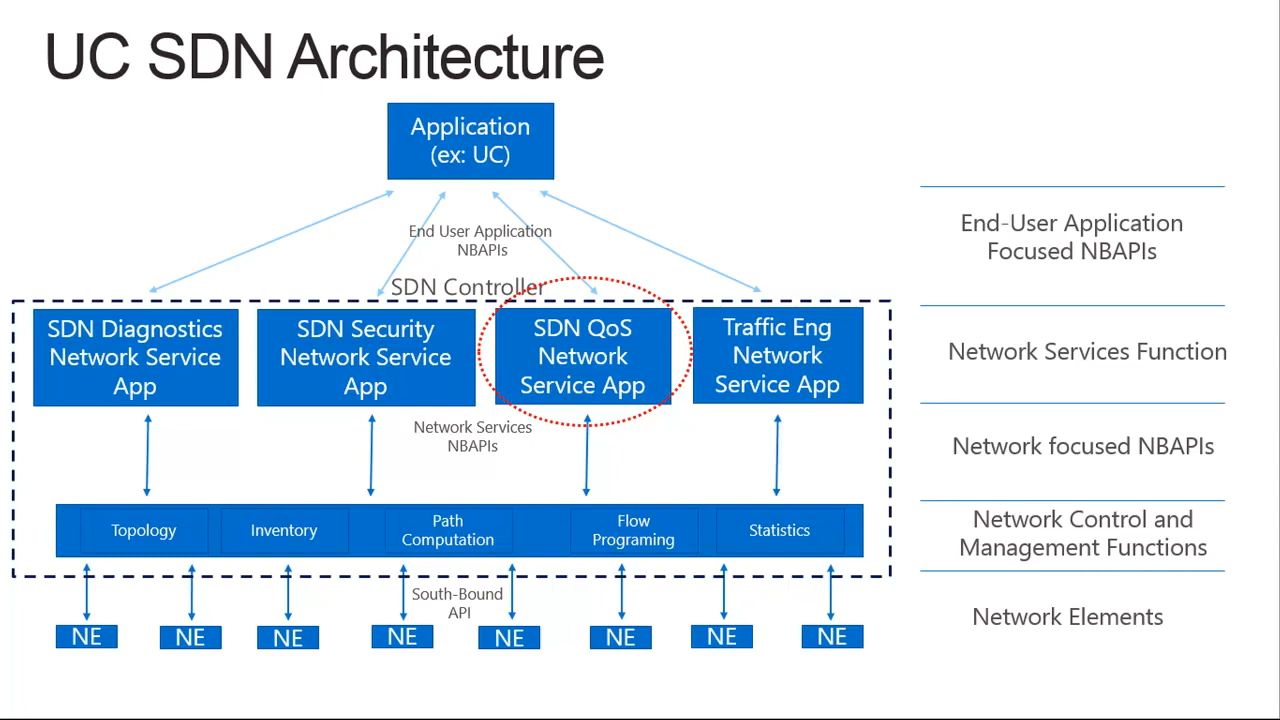 UC SDN Architecture
Application
(ex: UC)
End User Application
NBAPIs
SDN Controller
SDN Diagnostics
Network Service
App
SDN Security
Network Service
App
SDN QoS
Network
Service App
Traffic Eng
Network
Service App
Network Services
NBAPIs
Topology
Inventory
Path
Computation
Flow
Programing
Statistics
South-Bound
API
NE
NE
NE
NE
NE
NE
NE
NE
End-User Application
Focused NBAPIs
Network Services Function
Network focused NBAPIs
Network Control and
Management Functions
Network Elements